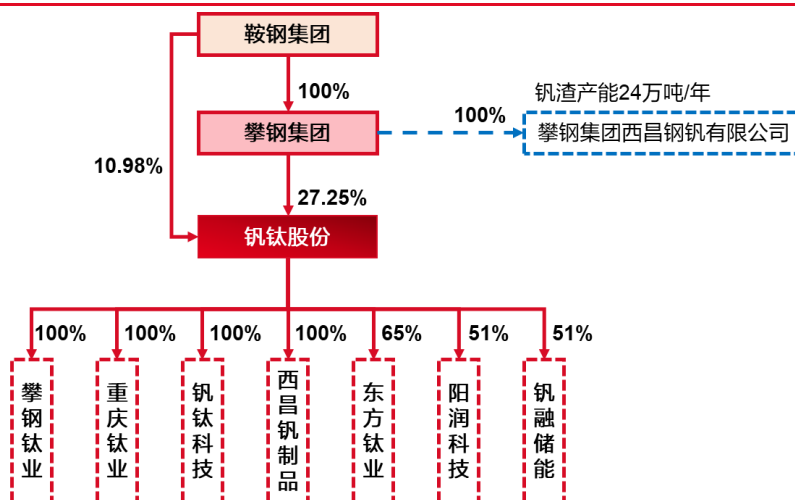 鞍钢集团
100%
钒渣产能24万吨/年
攀钢集团
100%
攀钢集团西昌钢钒有限公司
10.98%
27.25%
钒钛股份
100%
100%
100%
100%
65%
51%
51%
攀钢钛业
重庆钛业
钒钛科技
西昌钒制品
东方钛业
阳润科技
钒融储能